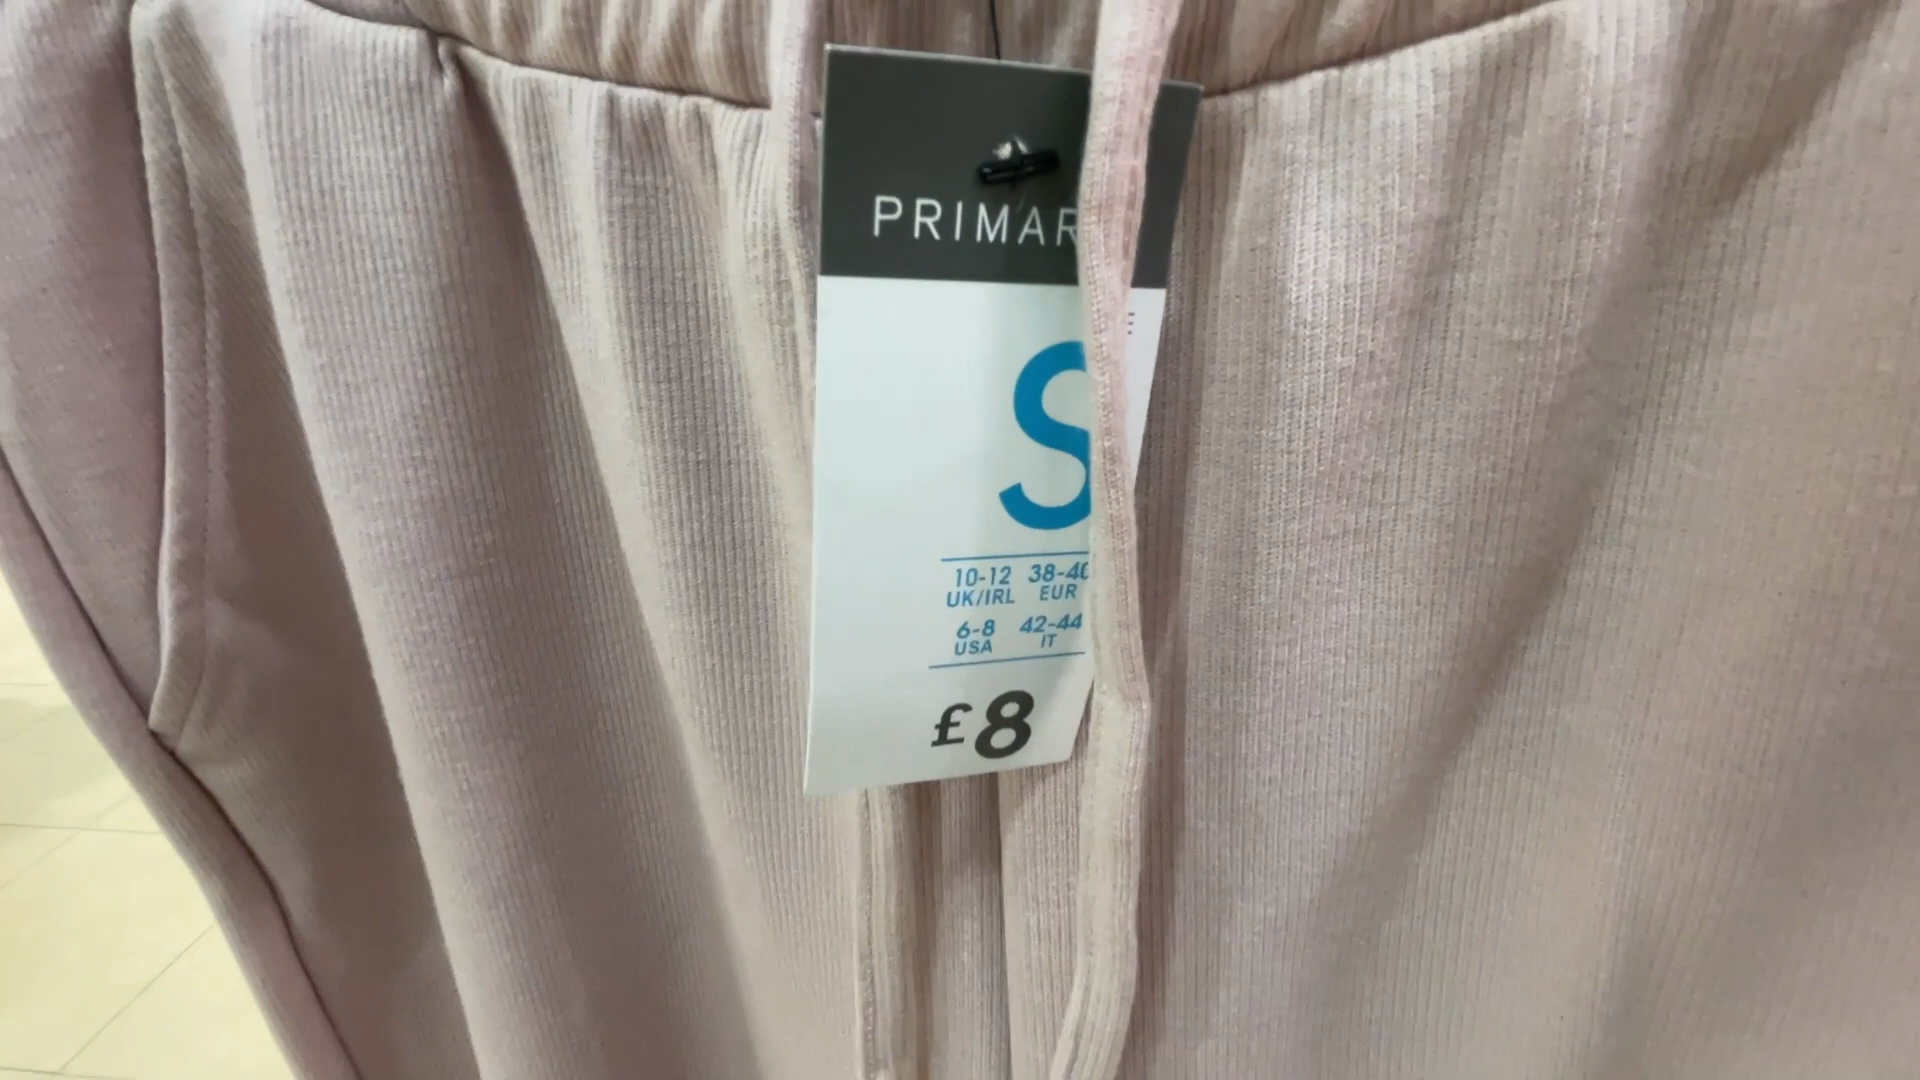 PRIMAR
S
10-12 38-40
UK/IRL EUR
6-8 42-44
USA IT
£8